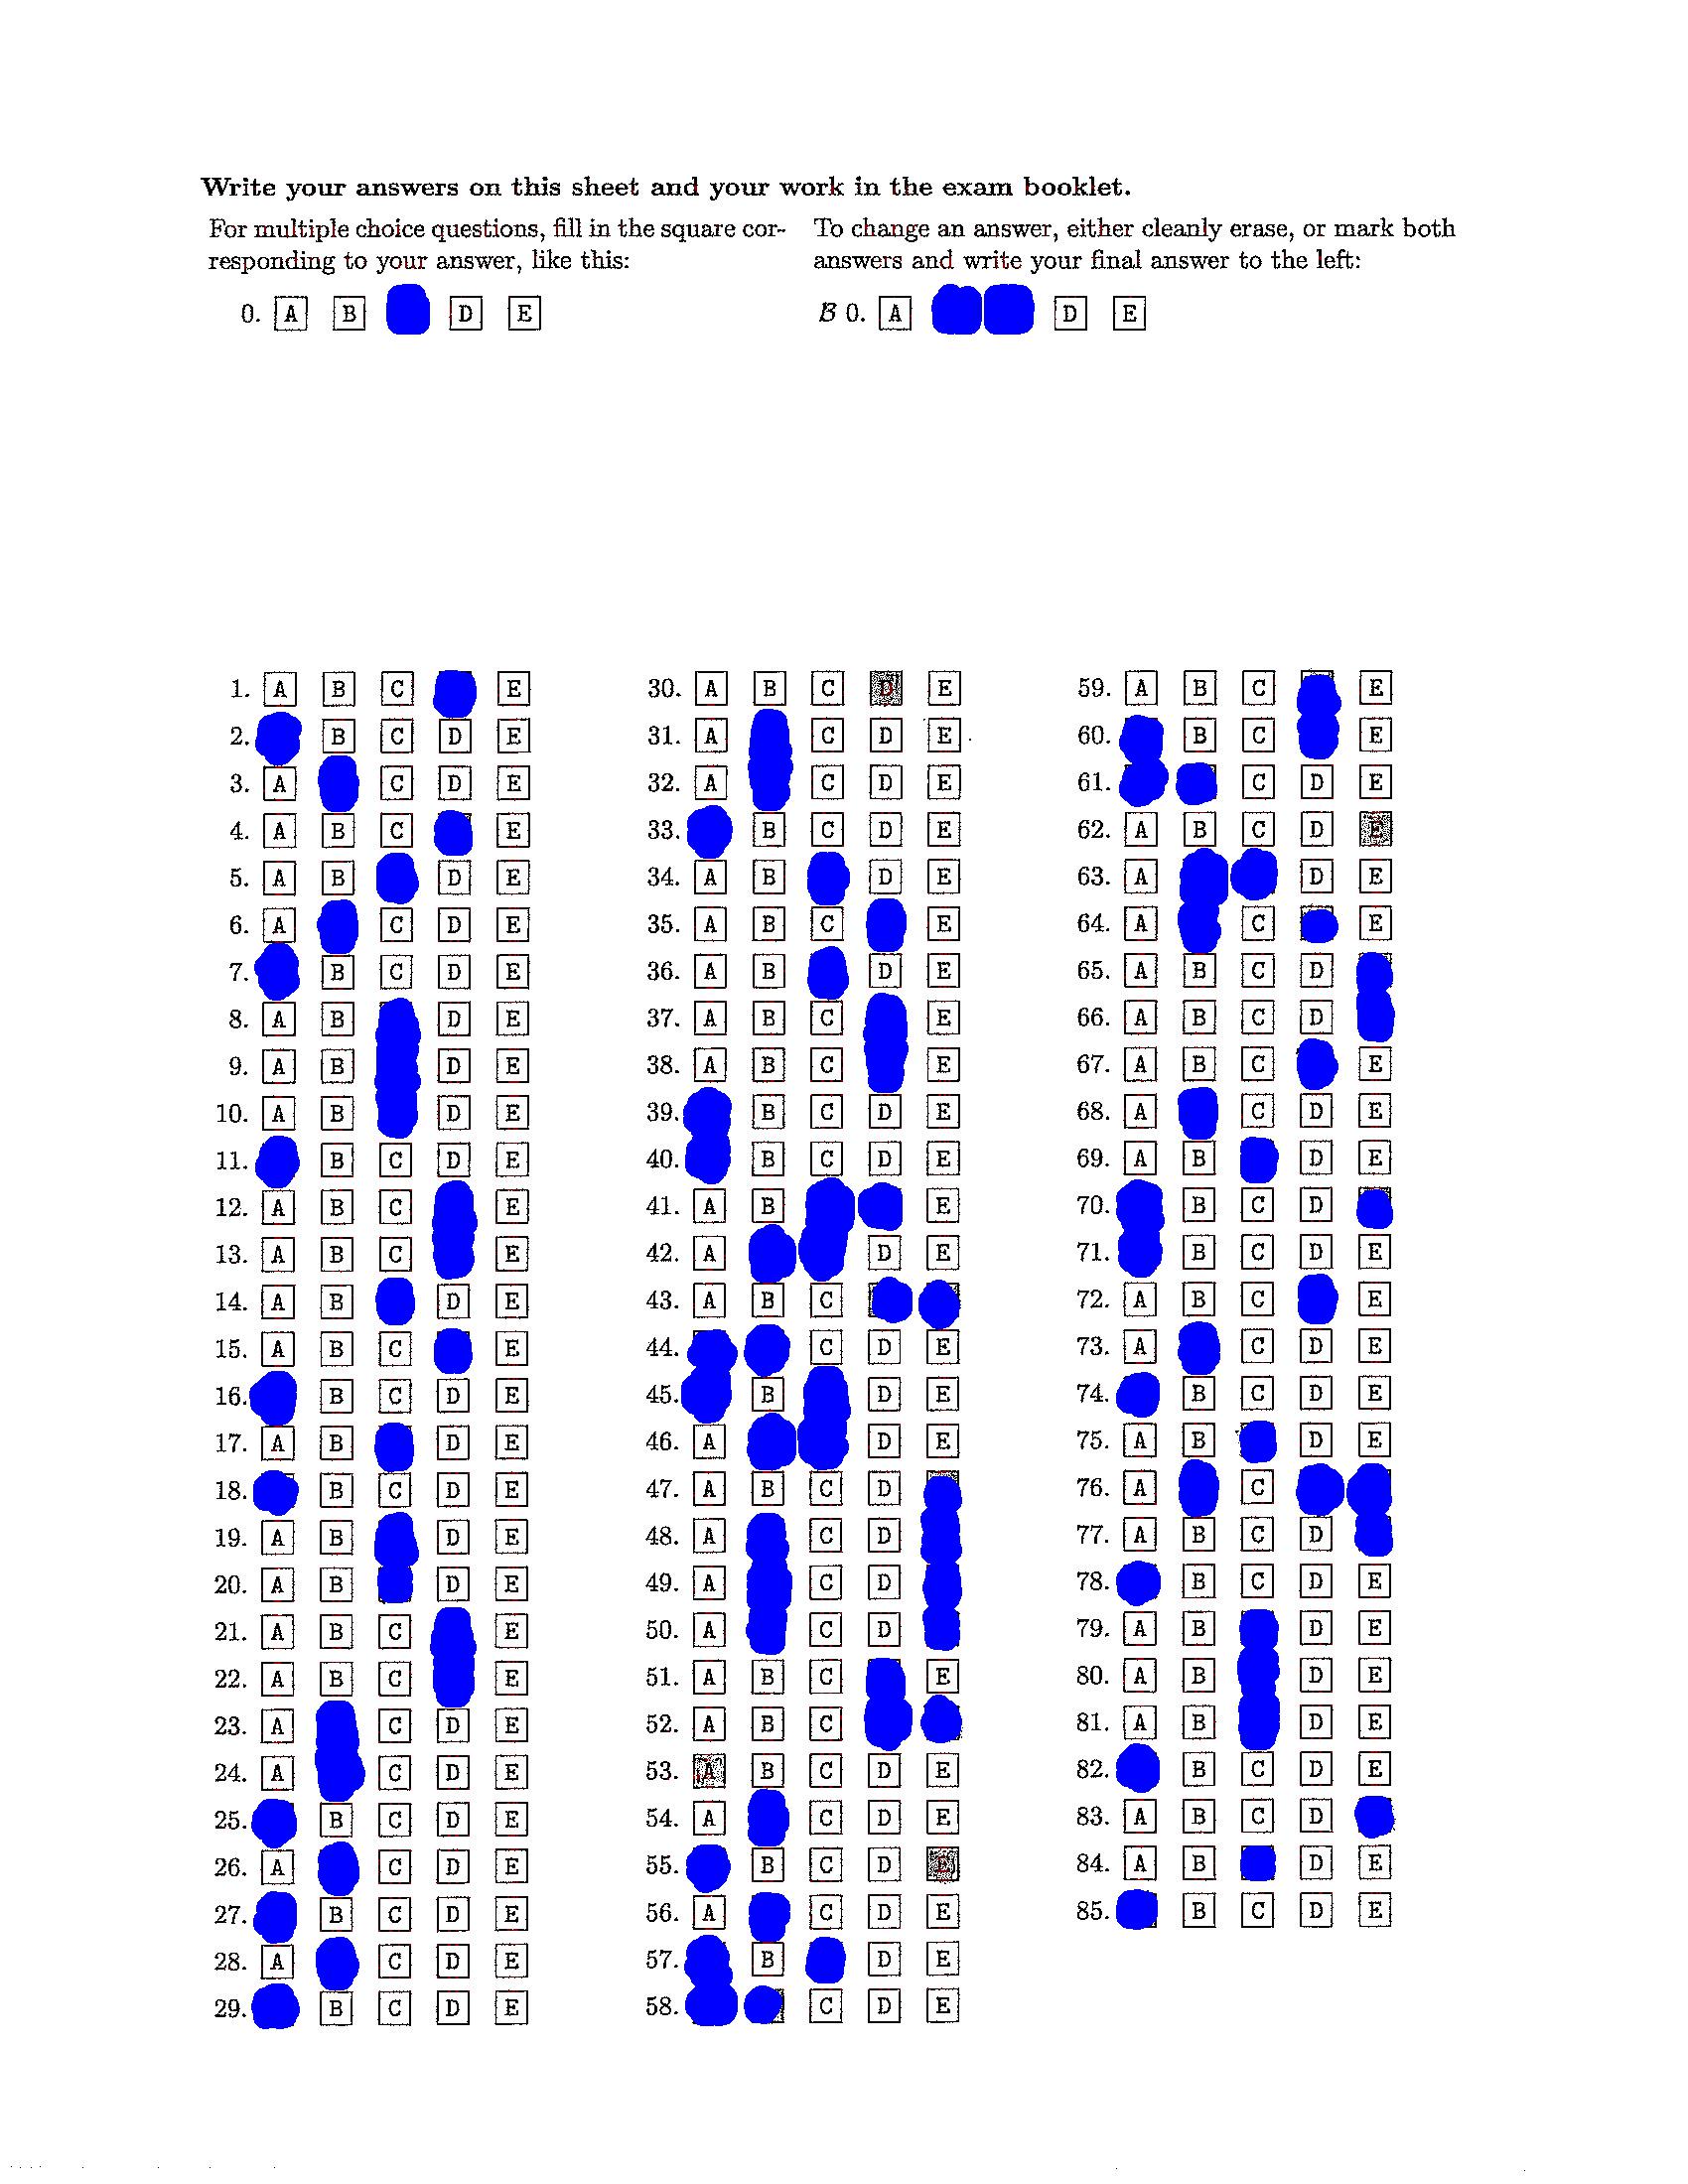 Write your answers on this sheet and your work in the exam booklet.
For multiple choice questions, fill in the square cor-
responding to your answer, like this:
0. A B D E
To change an answer, either cleanly erase, or mark both
answers and write your final answer to the left:
B 0. A D E
1. A B C E
2. B C D E
3. A C D E
4. A B C E
5. A B D E
6. A C D E
7. B C D E
8. A B D E
9. A B D E
10. A B D E
11. B C D E
12. A B C E
13. A B C E
14. A B D E
15. A B C E
16. B C D E
17. A B D E
18. B C D E
19. A B D E
20. A B D E
21. A B C E
22. A B C E
23. A C D E
24. A C D E
25. B C D E
26. A C D E
27. B C D E
28. A C D E
29. B C D E
30. A B C D E
31. A C D E
32. A C D E
33. B C D E
34. A B D E
35. A B C E
36. A B D E
37. A B C E
38. A B C E
39. B C D E
40. B C D E
41. A B E
42. A D E
43. A B C
44. C D E
45. B D E
46. A D E
47. A B C D
48. A C D
49. A C D
50. A C D
51. A B C E
52. A B C
53. A B C D E
54. A C D E
55. B C D E
56. A C D E
57. B D E
58. C D E
59. A B C E
60. B C E
61. C D E
62. A B C D E
63. A D E
64. A C E
65. A B C D
66. A B C D
67. A B C E
68. A C D E
69. A B D E
70. B C D
71. B C D E
72. A B C E
73. A C D E
74. B C D E
75. A B D E
76. A C
77. A B C D
78. B C D E
79. A B D E
80. A B D E
81. A B D E
82. B C D E
83. A B C D
84. A B D E
85. B C D E